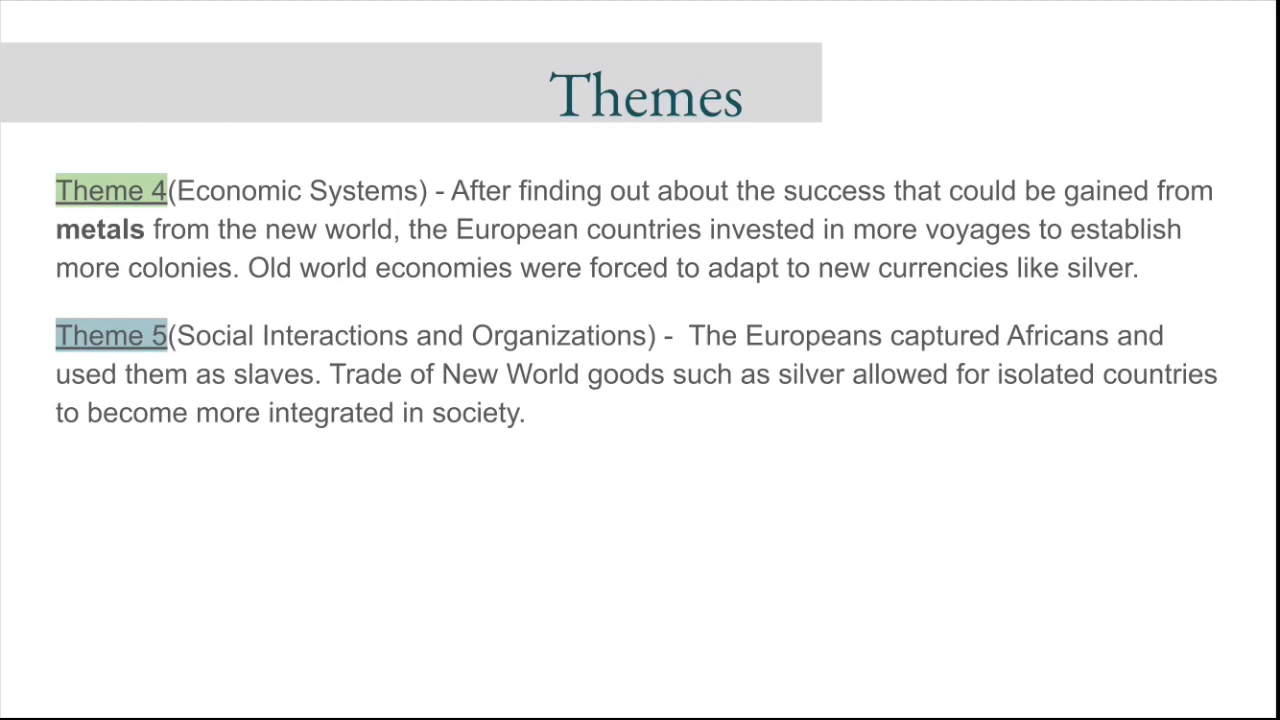 Themes
Theme 4(Economic Systems) - After finding out about the success that could be gained from
metals from the new world, the European countries invested in more voyages to establish
more colonies. Old world economies were forced to adapt to new currencies like silver.
Theme 5(Social Interactions and Organizations) -  The Europeans captured Africans and
used them as slaves. Trade of New World goods such as silver allowed for isolated countries
to become more integrated in society.